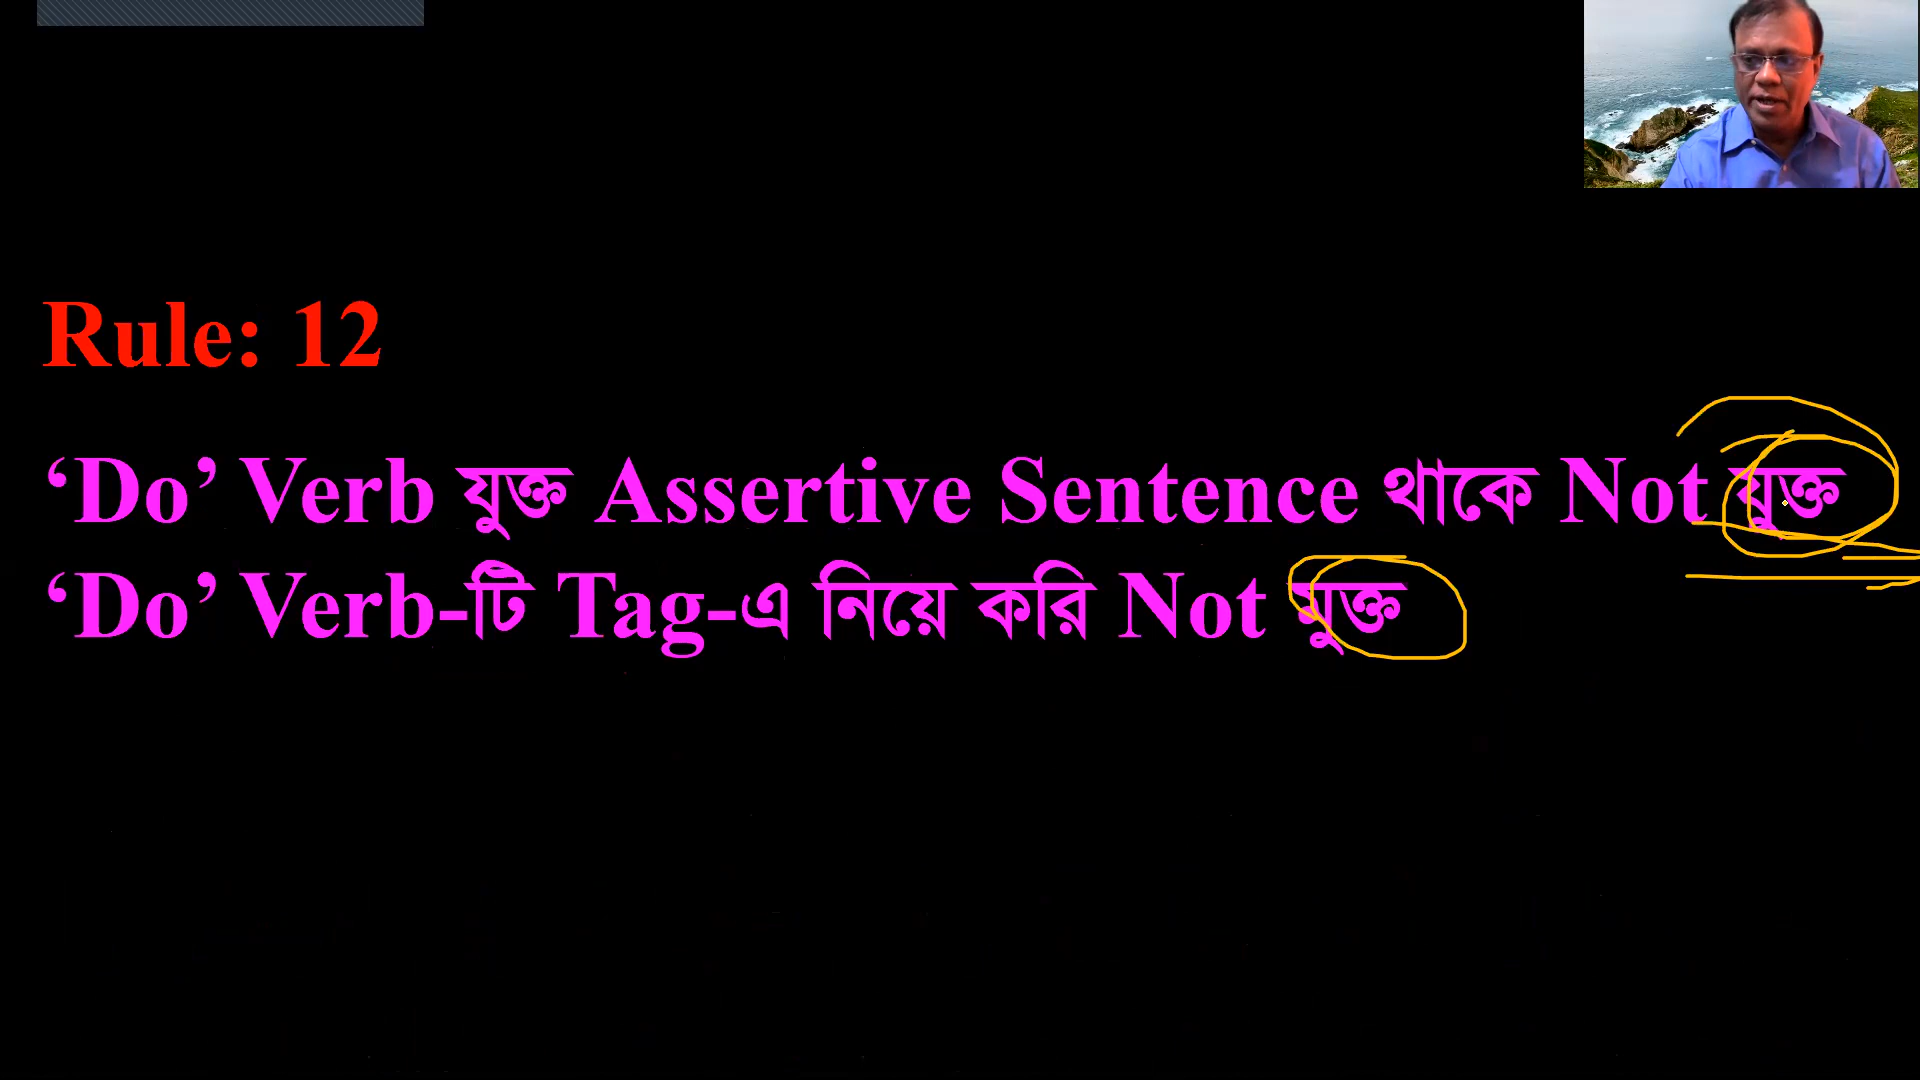 Rule: 12
‘Do’ Verb যুক্ত Assertive Sentence থাকে Not যুক্ত
‘Do’ Verb-টি Tag-এ নিয়ে করি Not মুক্ত